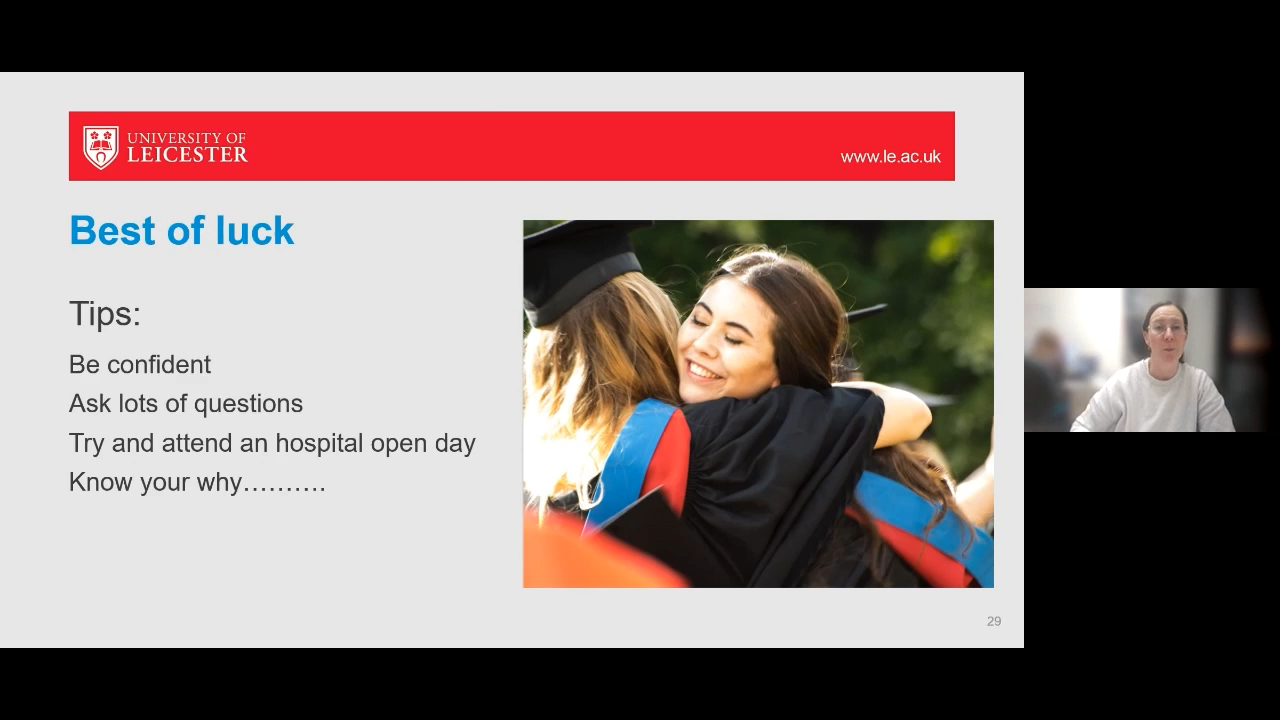 UNIVERSITY OF
LEICESTER
www.le.ac.uk
Best of luck
Tips:
Be confident
Ask lots of questions
Try and attend an hospital open day
Know your why……….
29